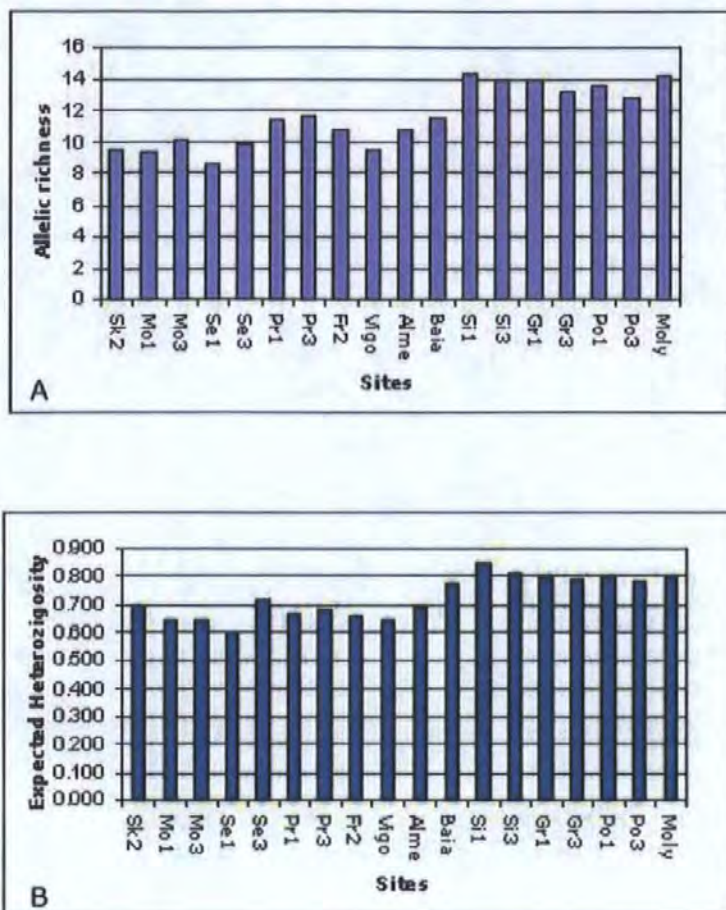 16
14
12
10
8
6
4
2
0
Allelic richness
Sk2 Mo1 Mo3 Se1 Se3 Pr1 Pr3 Fr2 Vigo Alme Baia Si1 Si3 Gr1 Gr3 Po1 Po3 Moly
Sites
A
0.900
0.800
0.700
0.600
0.500
0.400
0.300
0.200
0.100
0.000
Expected Heterozigosity
Sk2 Mo1 Mo3 Se1 Se3 Pr1 Pr3 Fr2 Vigo Alme Baia Si1 Si3 Gr1 Gr3 Po1 Po3 Moly
Sites
B